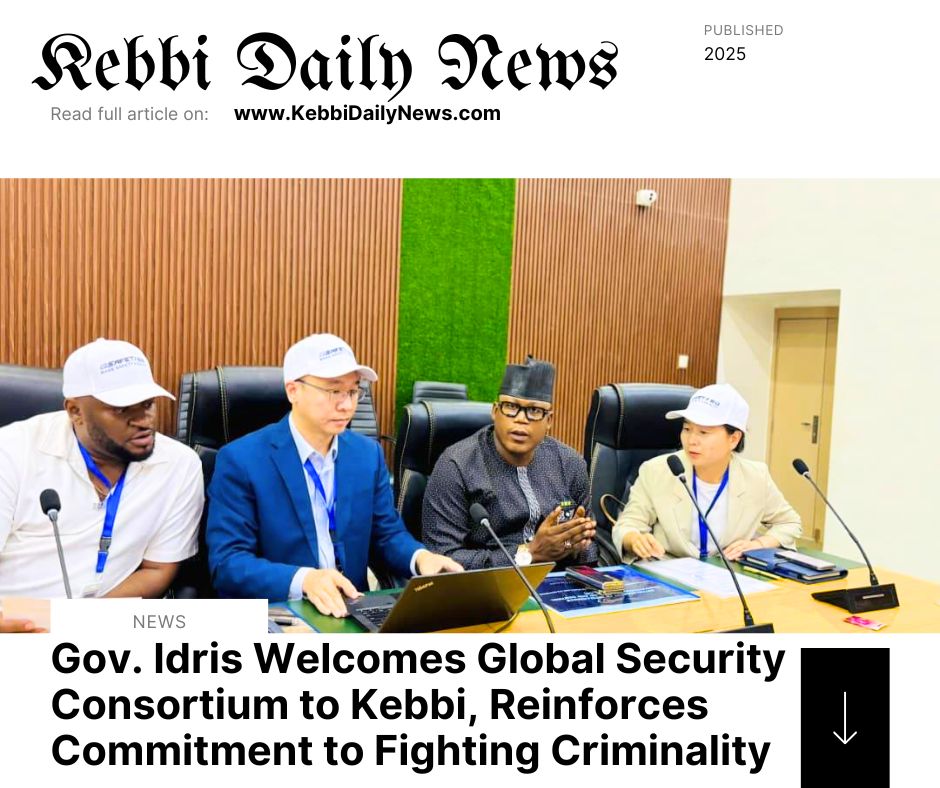 Kebbi Daily News
PUBLISHED
2025
Read full article on: www.KebbiDailyNews.com
NEWS
Gov. Idris Welcomes Global Security
Consortium to Kebbi, Reinforces
Commitment to Fighting Criminality